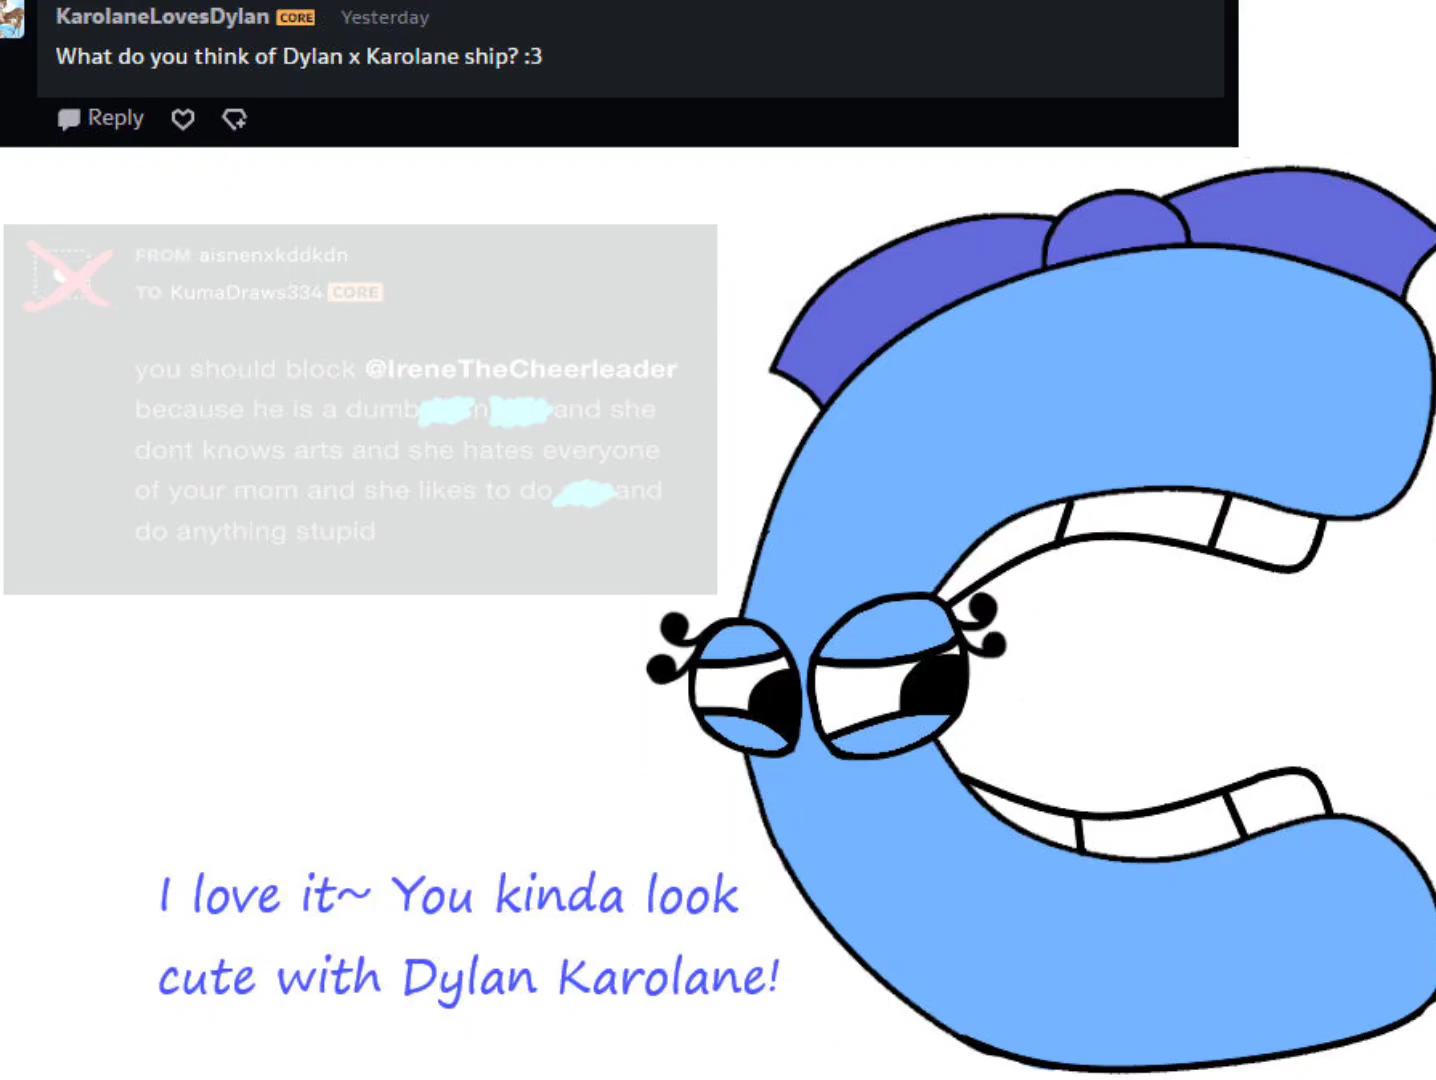 KarolaneLovesDylan CORE Yesterday
What do you think of Dylan x Karolane ship? :3
Reply
FROM aisnenxkddkdn
TO KumaDraws334 CORE
you should block @IreneTheCheerleader
because he is a dumb n and she
dont knows arts and she hates everyone
of your mom and she likes to do and
do anything stupid
I love it~ You kinda look
cute with Dylan Karolane!